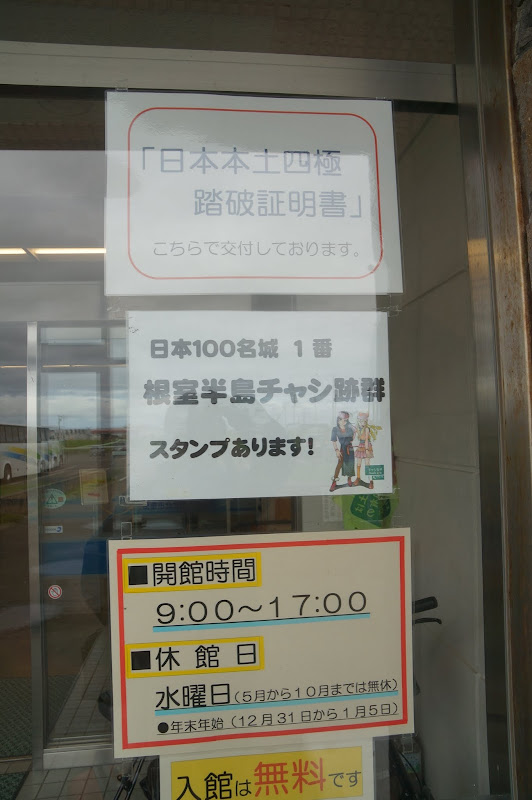 「日本本土四極
踏破証明書」
こちらで交付しております。
日本100名城 1番
根室半島チャシ跡群
スタンプあります！
■開館時間
9:00～17:00
■休館日
水曜日（5月から10月までは無休）
●年末年始（12月31日から1月5日）
入館は無料です